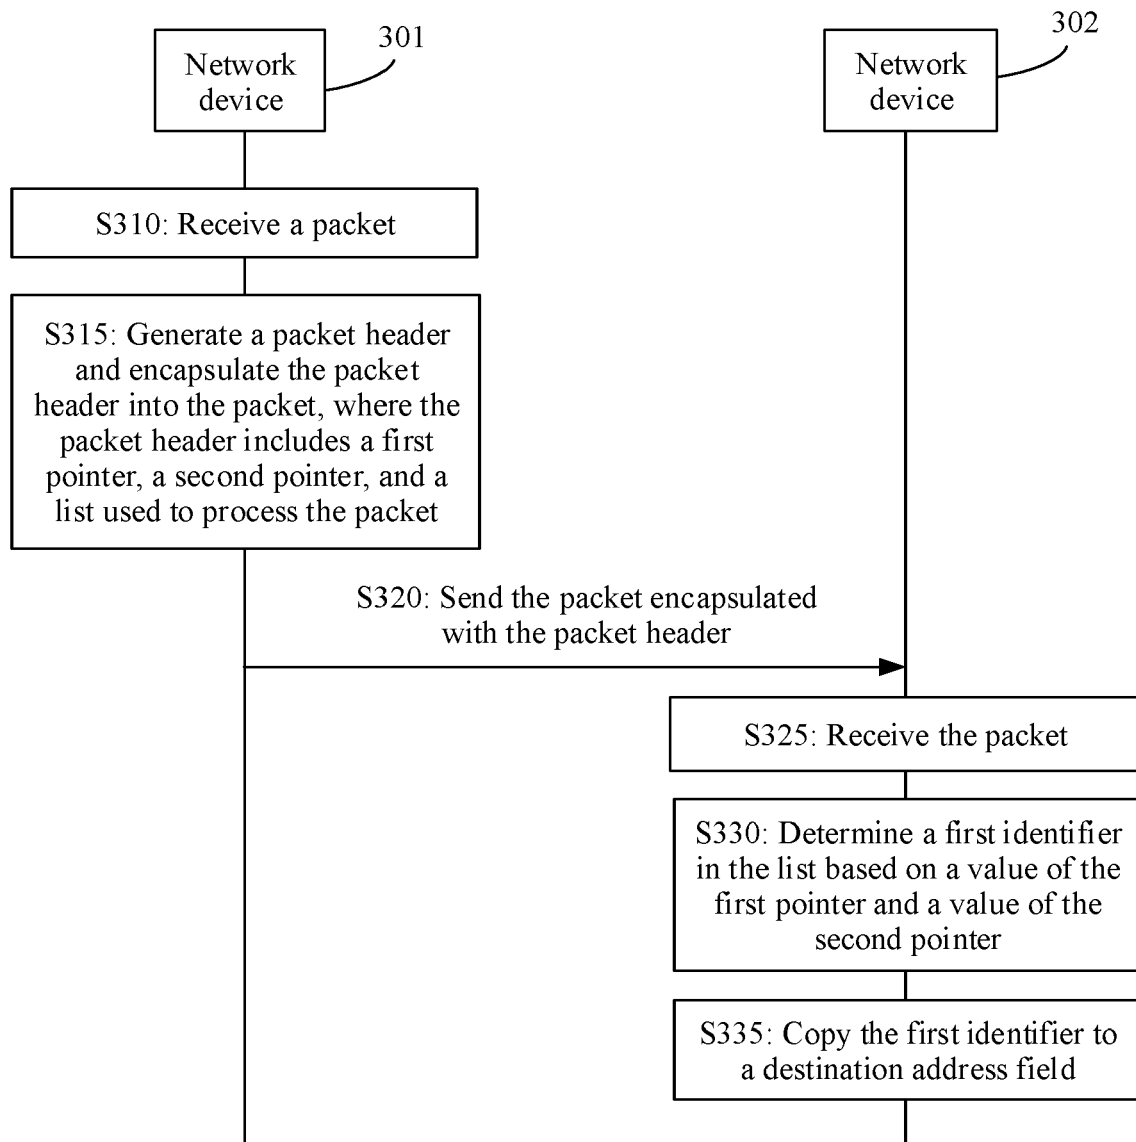 301
Network
device
302
Network
device
S310: Receive a packet
S315: Generate a packet header
and encapsulate the packet
header into the packet, where the
packet header includes a first
pointer, a second pointer, and a
list used to process the packet
S320: Send the packet encapsulated
with the packet header
S325: Receive the packet
S330: Determine a first identifier
in the list based on a value of the
first pointer and a value of the
second pointer
S335: Copy the first identifier to
a destination address field